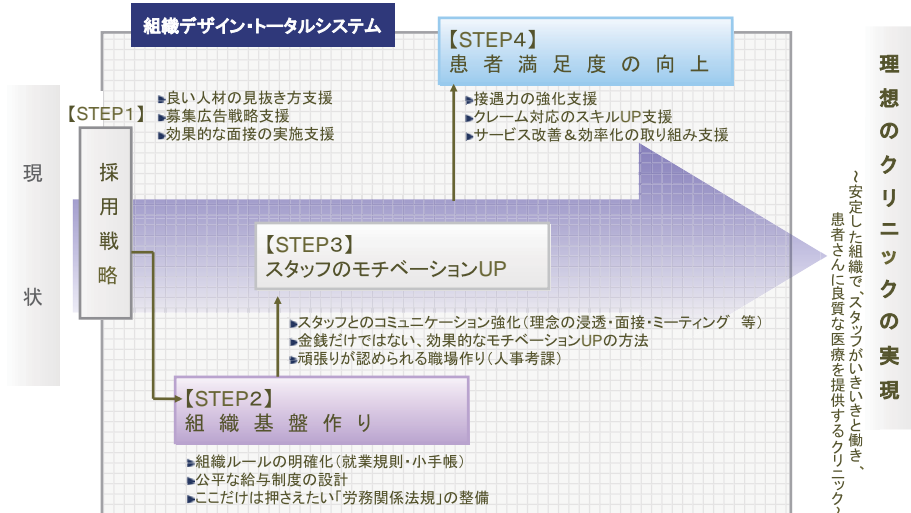 組織デザイン・トータルシステム
現状
【STEP1】
採用戦略
良い人材の見抜き方支援
募集広告戦略支援
効果的な面接の実施支援
【STEP4】
患者満足度の向上
接遇力の強化支援
クレーム対応のスキルUP支援
サービス改善＆効率化の取り組み支援
【STEP3】
スタッフのモチベーションUP
スタッフとのコミュニケーション強化（理念の浸透・面接・ミーティング　等）
金銭だけではない、効果的なモチベーションUPの方法
頑張りが認められる職場作り（人事考課）
【STEP2】
組織基盤作り
組織ルールの明確化（就業規則・小手帳）
公平な給与制度の設計
ここだけは押さえたい「労務関係法規」の整備
理想のクリニックの実現
～安定した組織で、スタッフがいきいきと働き、
患者さんに良質な医療を提供するクリニック～